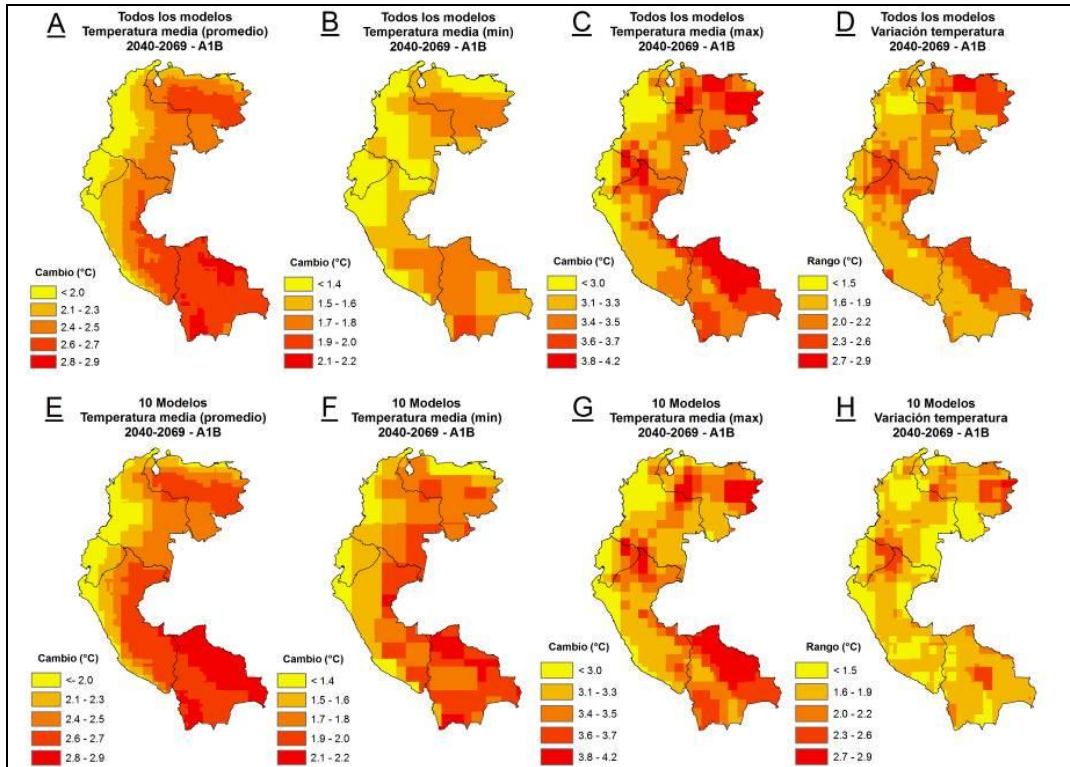 A
Todos los modelos
Temperatura media (promedio)
2040-2069 - A1B
Cambio (°C)
< 2.0
2.1 - 2.3
2.4 - 2.5
2.6 - 2.7
2.8 - 2.9
B
Todos los modelos
Temperatura media (min)
2040-2069 - A1B
Cambio (°C)
< 1.4
1.5 - 1.6
1.7 - 1.8
1.9 - 2.0
2.1 - 2.2
C
Todos los modelos
Temperatura media (max)
2040-2069 - A1B
Cambio (°C)
< 3.0
3.1 - 3.3
3.4 - 3.5
3.6 - 3.7
3.8 - 4.2
D
Todos los modelos
Variación temperatura
2040-2069 - A1B
Rango (°C)
< 1.5
1.6 - 1.9
2.0 - 2.2
2.3 - 2.6
2.7 - 2.9
E
10 Modelos
Temperatura media (promedio)
2040-2069 - A1B
Cambio (°C)
<- 2.0
2.1 - 2.3
2.4 - 2.5
2.6 - 2.7
2.8 - 2.9
F
10 Modelos
Temperatura media (min)
2040-2069 - A1B
Cambio (°C)
< 1.4
1.5 - 1.6
1.7 - 1.8
1.9 - 2.0
2.1 - 2.2
G
10 Modelos
Temperatura media (max)
2040-2069 - A1B
Cambio (°C)
< 3.0
3.1 - 3.3
3.4 - 3.5
3.6 - 3.7
3.8 - 4.2
H
10 Modelos
Variación temperatura
2040-2069 - A1B
Rango (°C)
< 1.5
1.6 - 1.9
2.0 - 2.2
2.3 - 2.6
2.7 - 2.9